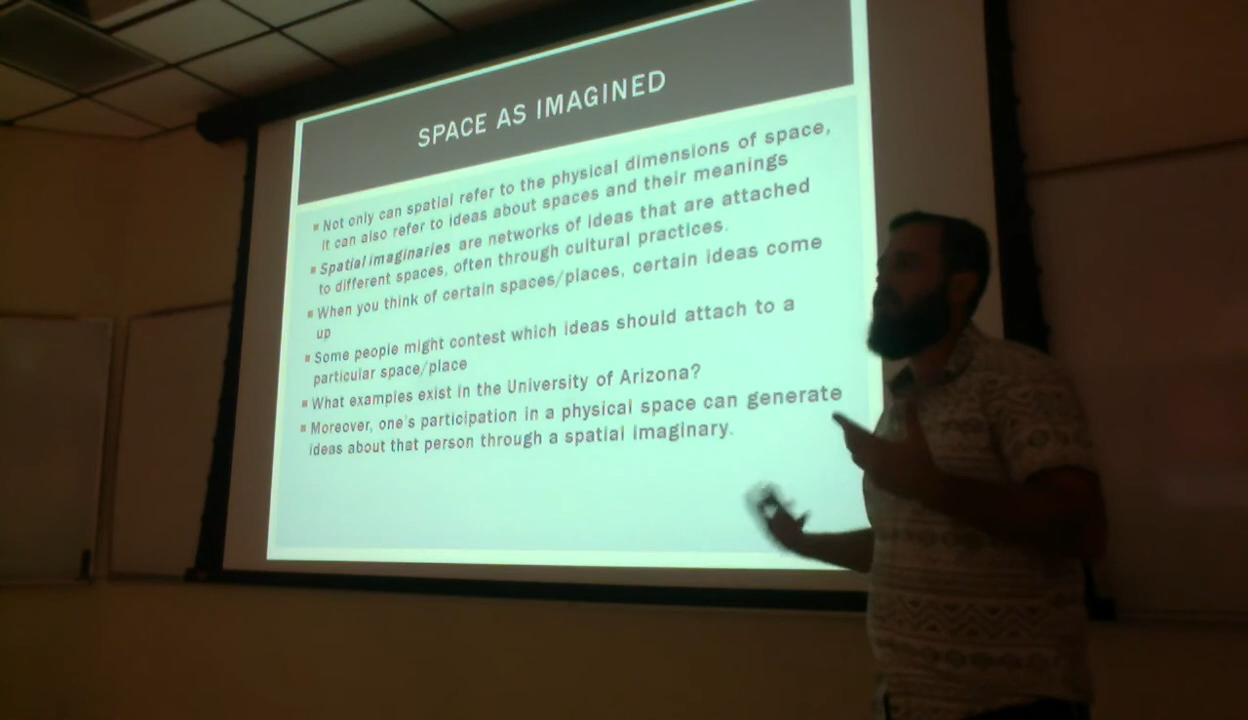 SPACE AS IMAGINED
Not only can spatial refer to the physical dimensions of space,
it can also refer to ideas about spaces and their meanings
Spatial imaginaries are networks of ideas that are attached
to different spaces, often through cultural practices.
When you think of certain spaces/places, certain ideas come
up
Some people might contest which ideas should attach to a
particular space/place
What examples exist in the University of Arizona?
Moreover, one's participation in a physical space can generate
ideas about that person through a spatial imaginary.